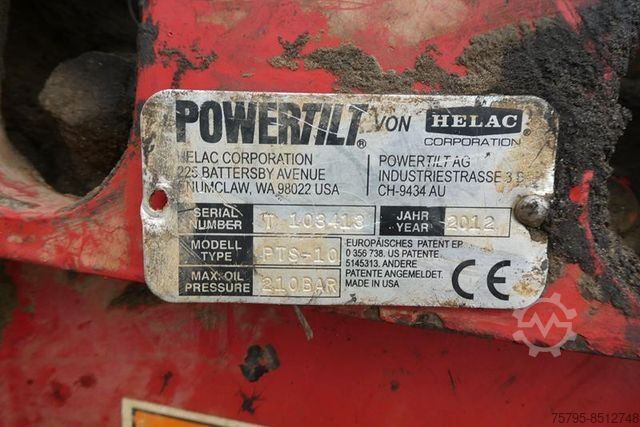 POWERTILT® VON HELAC
CORPORATION
HELAC CORPORATION
225 BATTERSBY AVENUE
ENUMCLAW, WA 98022 USA
POWERTILT AG
INDUSTRIESTRASSE 3
CH-9434 AU
SERIAL NUMBER T 103413
JAHR YEAR 2012
MODELL TYPE PTS-10
MAX. OIL PRESSURE 210BAR
EUROPÄISCHES PATENT EP
0 356 738. US PATENTE
5145313. ANDERE
PATENTE ANGEMELDET.
MADE IN USA
CE
75795-8512748